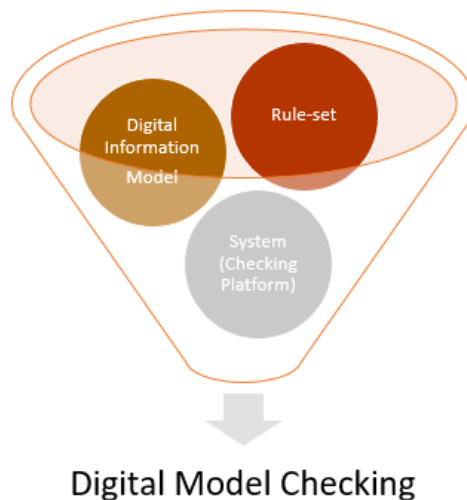 Digital
Information
Model
Rule-set
System
(Checking
Platform)
Digital Model Checking